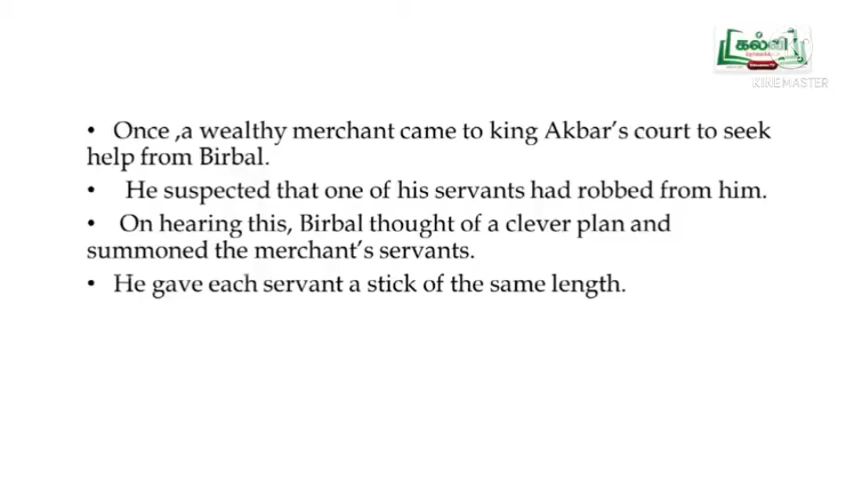 கல்வி
KINEMASTER
• Once ,a wealthy merchant came to king Akbar's court to seek
help from Birbal.
• He suspected that one of his servants had robbed from him.
• On hearing this, Birbal thought of a clever plan and
summoned the merchant's servants.
• He gave each servant a stick of the same length.